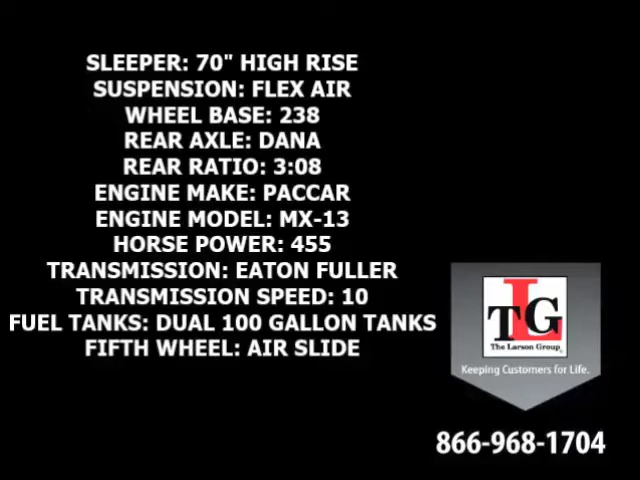 SLEEPER: 70" HIGH RISE
SUSPENSION: FLEX AIR
WHEEL BASE: 238
REAR AXLE: DANA
REAR RATIO: 3:08
ENGINE MAKE: PACCAR
ENGINE MODEL: MX-13
HORSE POWER: 455
TRANSMISSION: EATON FULLER
TRANSMISSION SPEED: 10
FUEL TANKS: DUAL 100 GALLON TANKS
FIFTH WHEEL: AIR SLIDE
TLG
The Larson Group
Keeping Customers for Life.
866-968-1704